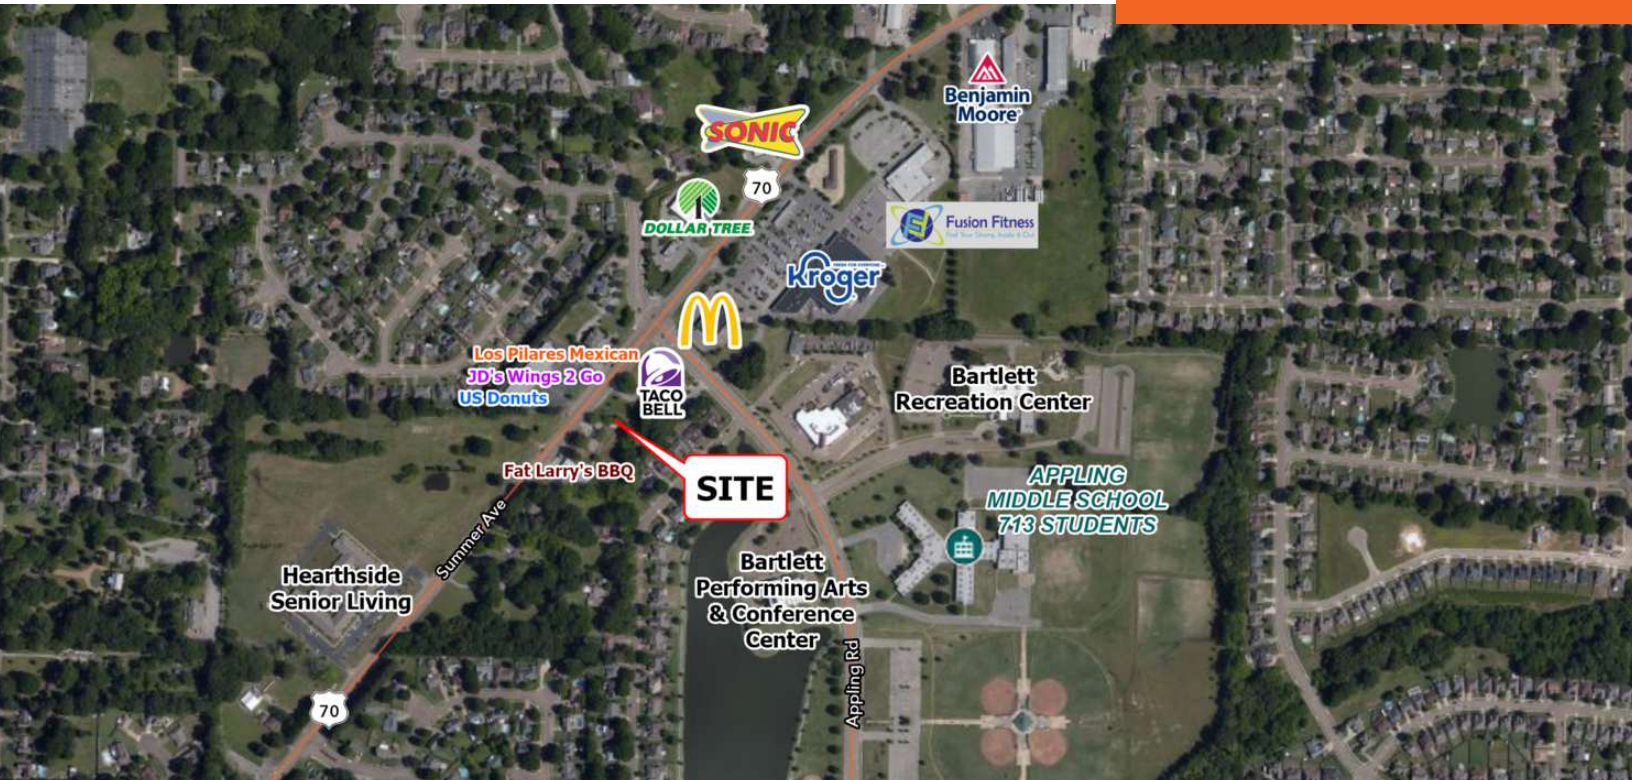 Benjamin
Moore
SONIC
70
DOLLAR TREE
Fusion Fitness
Kroger
Los Pilares Mexican
JD's Wings 2 Go
US Donuts
TACO
BELL
Bartlett
Recreation Center
Fat Larry's BBQ
SITE
APPLING
MIDDLE SCHOOL
713 STUDENTS
Summer Ave
Hearthside
Senior Living
Bartlett
Performing Arts
& Conference
Center
Appling Rd
70